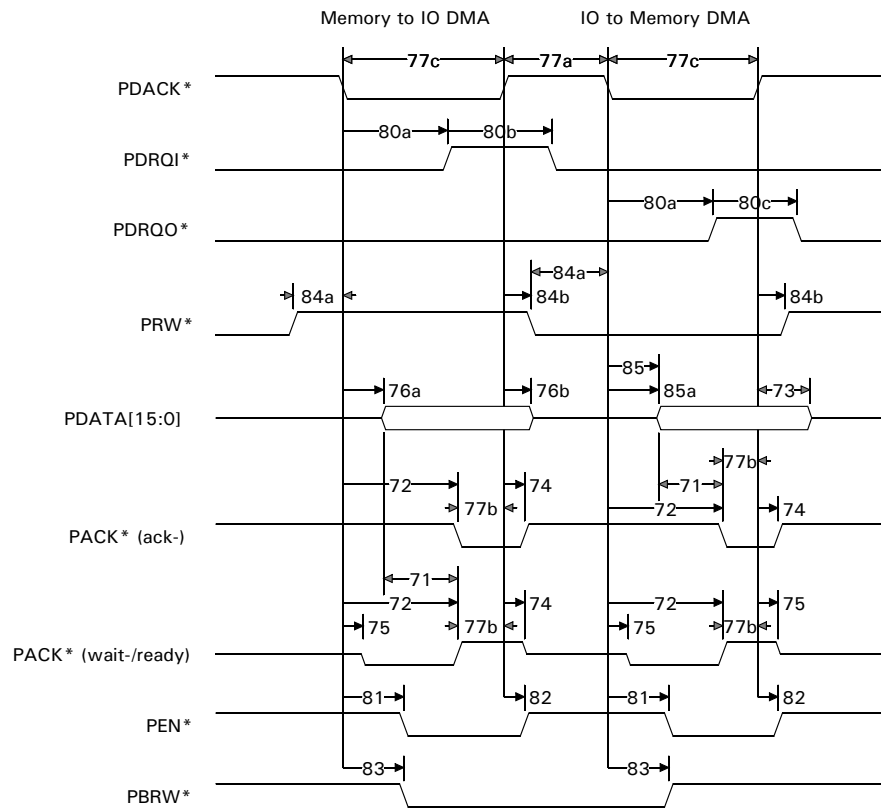 Memory to IO DMA IO to Memory DMA
77c 77a 77c
PDACK*
80a 80b
PDRQI*
80a 80c
PDRQO*
84a
84a 84b 84b
PRW*
85
76a 76b 85a 73
PDATA[15:0]
77b
72 74 71
77b 72 74
PACK* (ack-)
71
72 74 72 75
75 77b 75 77b
PACK* (wait-/ready)
81 82 81 82
PEN*
83 83
PBRW*